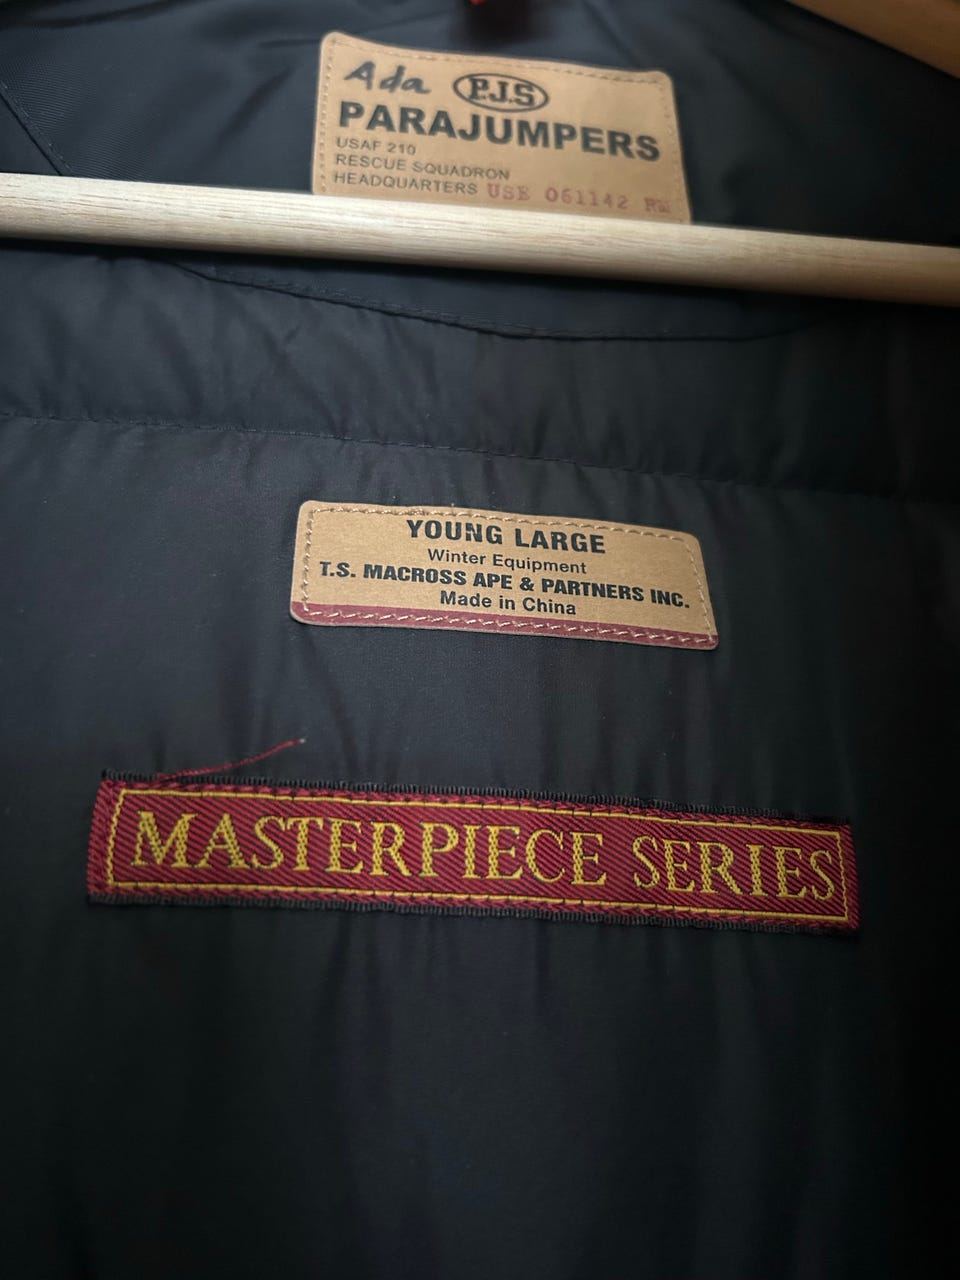 Ada P.J.S
PARAJUMPERS
USAF 210
RESCUE SQUADRON
HEADQUARTERS USE 061142 RW
YOUNG LARGE
Winter Equipment
T.S. MACROSS APE & PARTNERS INC.
Made in China
MASTERPIECE SERIES